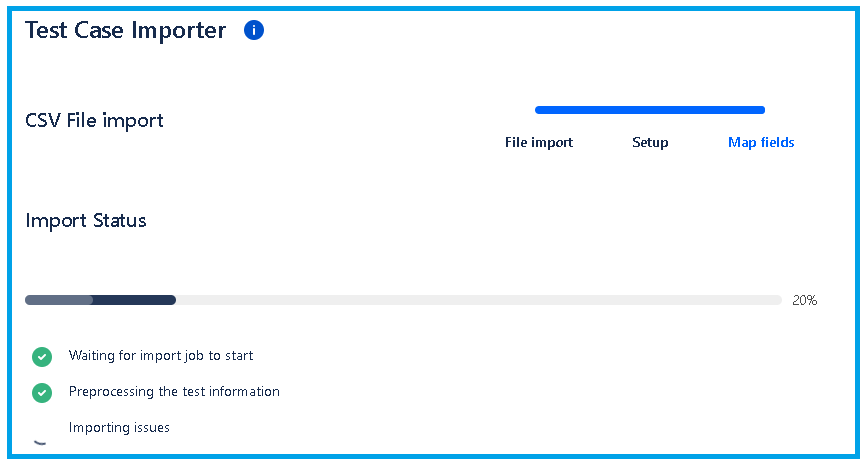 Test Case Importer i
CSV File import
File import Setup Map fields
Import Status
20%
Waiting for import job to start
Preprocessing the test information
Importing issues